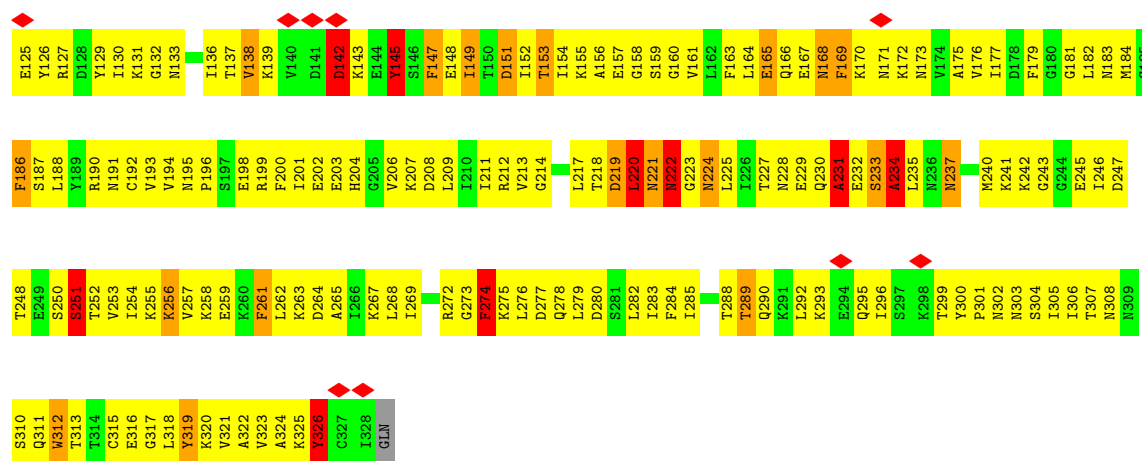 E125 Y126 R127 D128 Y129 I130 K131 G132 N133 I136 T137 V138 K139 V140 D141 D142 K143 E144 Y145 S146 F147 E148 I149 T150 D151 I152 T153 I154 K155 A156 E157 G158 S159 G160 V161 L162 F163 L164 E165 Q166 E167 N168 F169 K170 N171 K172 N173 V174 A175 V176 I177 D178 F179 G180 G181 L182 N183 M184
F186 S187 L188 Y189 R190 N191 C192 V193 V194 N195 P196 S197 E198 R199 F200 I201 E202 E203 H204 G205 V206 K207 D208 L209 I210 I211 R212 V213 G214 L217 T218 D219 L220 N221 N222 G223 N224 L225 I226 T227 N228 E229 Q230 A231 E232 S233 A234 L235 N236 N237 M240 K241 K242 G243 G244 E245 I246 D247
T248 E249 S250 S251 T252 V253 I254 K255 K256 V257 K258 E259 K260 F261 L262 K263 D264 A265 I266 K267 L268 I269 R272 G273 F274 K275 L276 D277 Q278 L279 D280 S281 L282 I283 F284 I285 T288 T289 Q290 K291 L292 K293 E294 Q295 I296 S297 K298 T299 Y300 P301 N302 N303 S304 I305 I306 T307 N308 N309
S310 Q311 W312 T313 T314 C315 E316 G317 L318 Y319 K320 V321 A322 V323 A324 K325 Y326 C327 I328 GLN